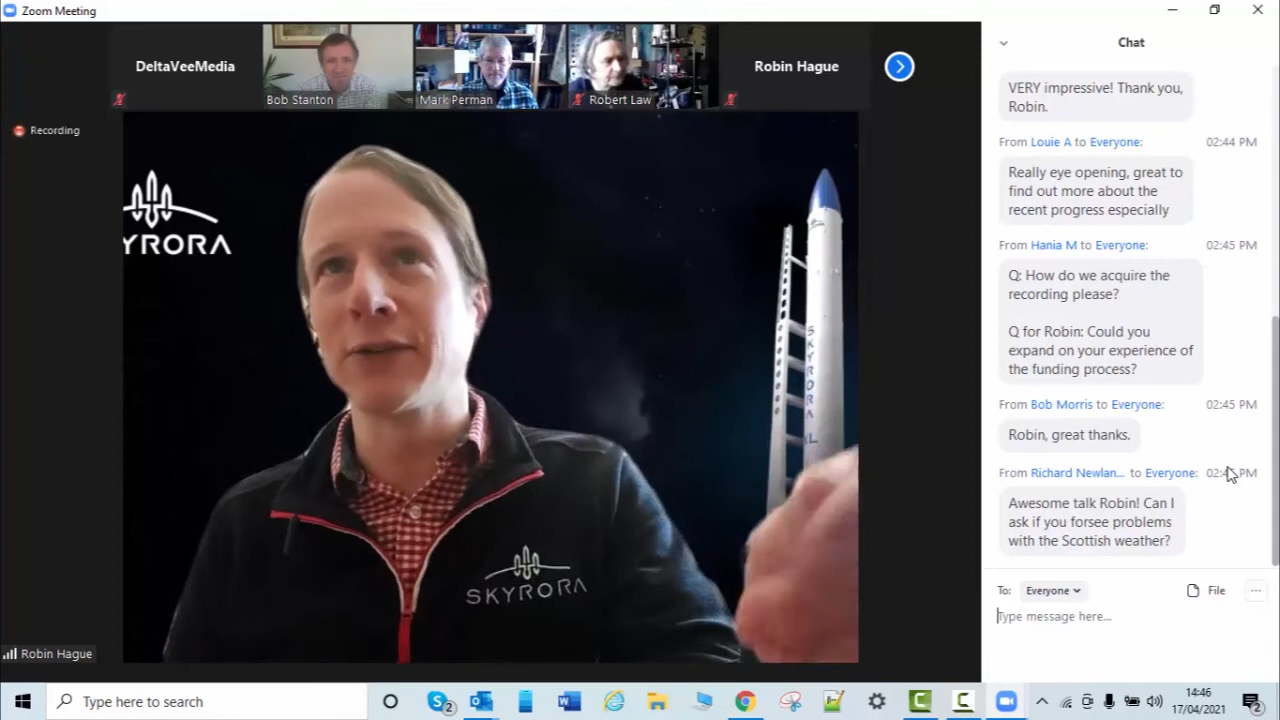 Zoom Meeting
DeltaVeeMedia
Bob Stanton
Mark Perman
Robert Law
Robin Hague
Recording
YRORA
SKYRORA XL
SKYRORA
Robin Hague
Chat
VERY impressive! Thank you,
Robin.
From Louie A to Everyone: 02:44 PM
Really eye opening, great to
find out more about the
recent progress especially
From Hania M to Everyone: 02:45 PM
Q: How do we acquire the
recording please?
Q for Robin: Could you
expand on your experience of
the funding process?
From Bob Morris to Everyone: 02:45 PM
Robin, great thanks.
From Richard Newlan... to Everyone: PM
Awesome talk Robin! Can I
ask if you forsee problems
with the Scottish weather?
To: Everyone File
Type message here...
Type here to search
2
14:46
17/04/2021
2